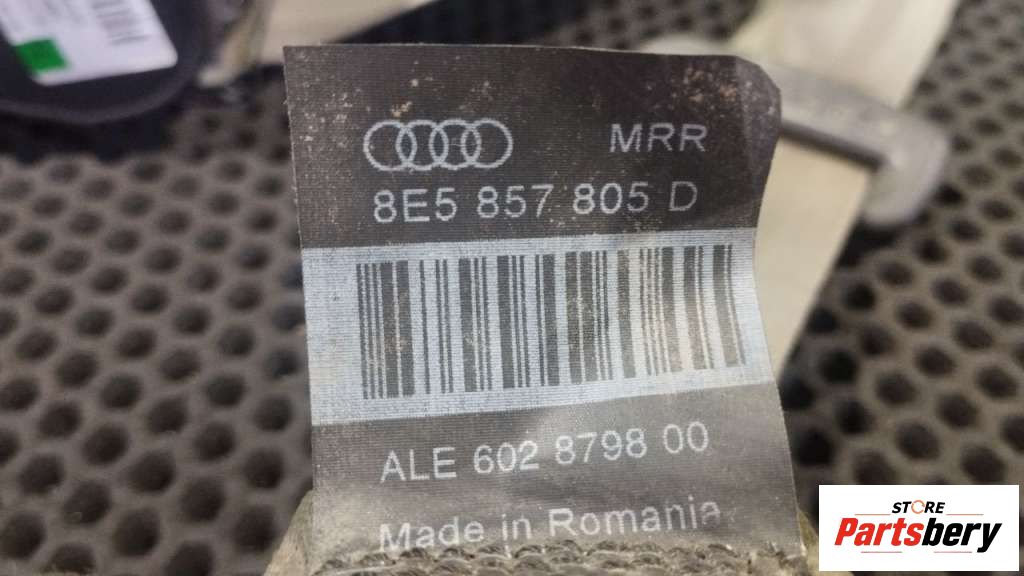 MRR
8E5 857 805 D
ALE 602 8798 00
Made in Romania
STORE
Partsbery